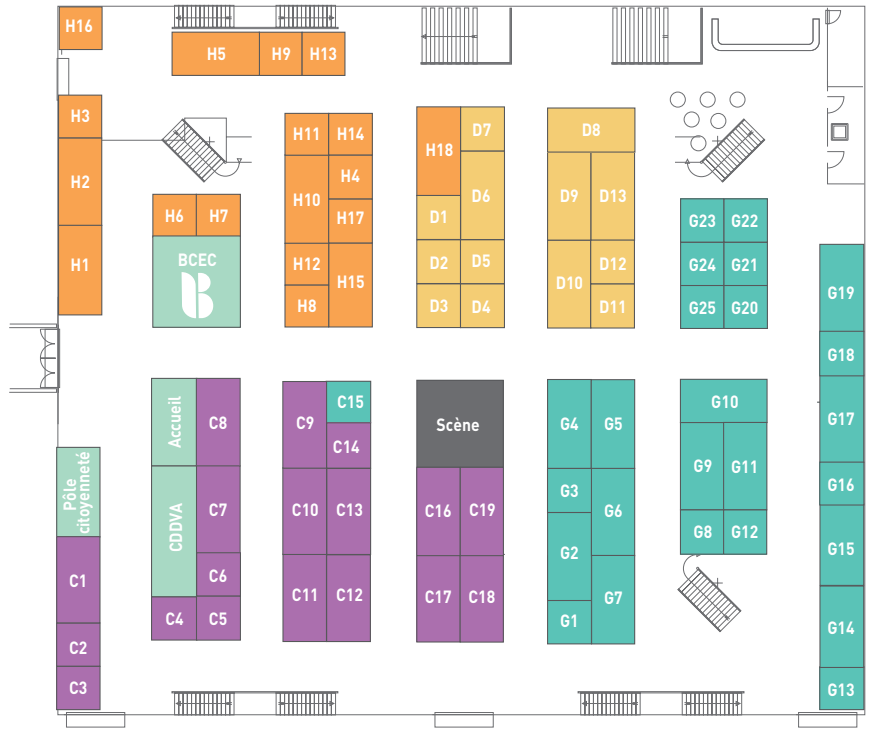 H16
H5
H9
H13
H3
H2
H1
H11
H14
H10
H4
H17
H12
H15
H8
H6
H7
BCEC
H18
D7
D6
D1
D2
D5
D3
D4
D8
D9
D13
D10
D12
D11
G23
G22
G24
G21
G25
G20
G19
G18
G17
G16
G15
G14
G13
Pôle
citoyenneté
C1
C2
C3
Accueil
CDDVA
C8
C7
C6
C4
C5
C9
C15
C14
C10
C13
C11
C12
Scène
C16
C19
C17
C18
G4
G5
G3
G6
G2
G7
G1
G10
G9
G11
G8
G12